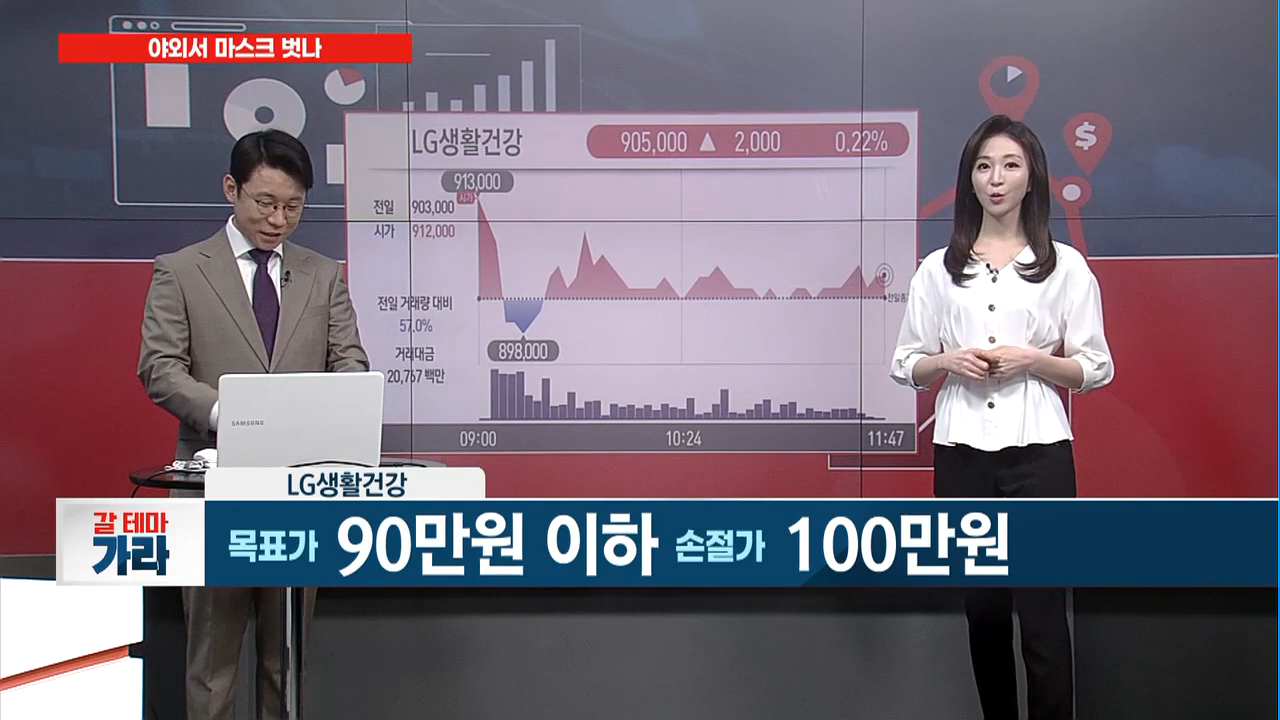 야외서 마스크 벗나
LG생활건강
905,000 ▲ 2,000 0.22%
913,000
시가
전일 903,000
시가 912,000
전일 거래량 대비
57.0%
거래대금
20,767 백만
898,000
09:00 10:24 11:47
$
SAMSUNG
LG생활건강
갈 테마
가라
목표가 90만원 이하 손절가 100만원